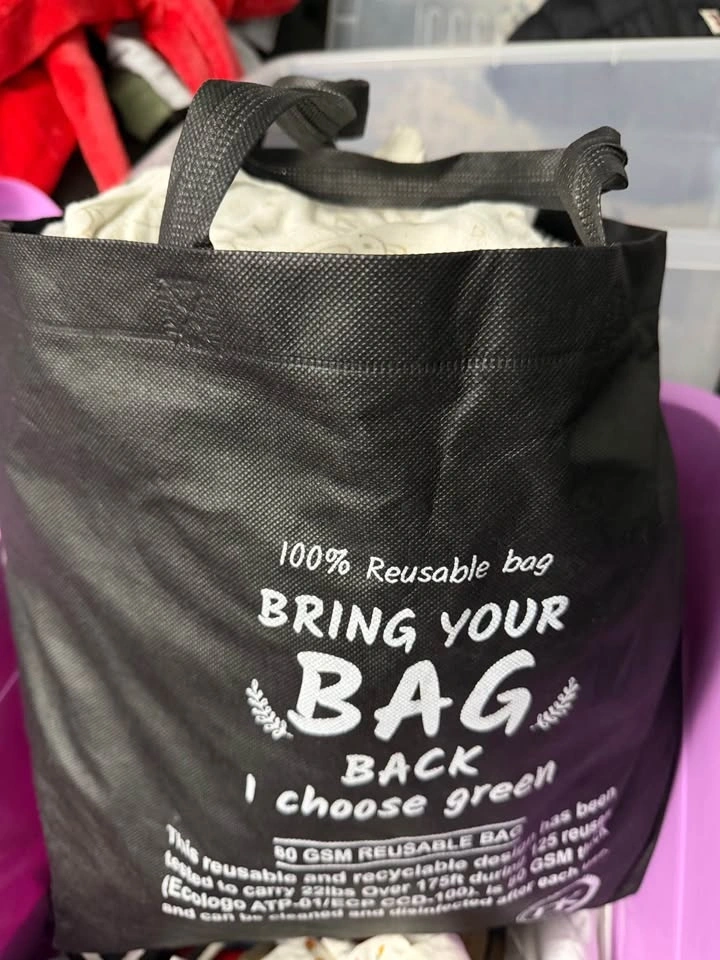 100% Reusable bag
BRING YOUR
BAG
BACK
I choose green
80 GSM REUSABLE BAG
This reusable and recyclable design has been
tested to carry 22lbs Over 175ft during 125 reuses
(Ecologo ATP-01/ECP CCD-100). is 80 GSM thick
and can be cleaned and disinfected after each